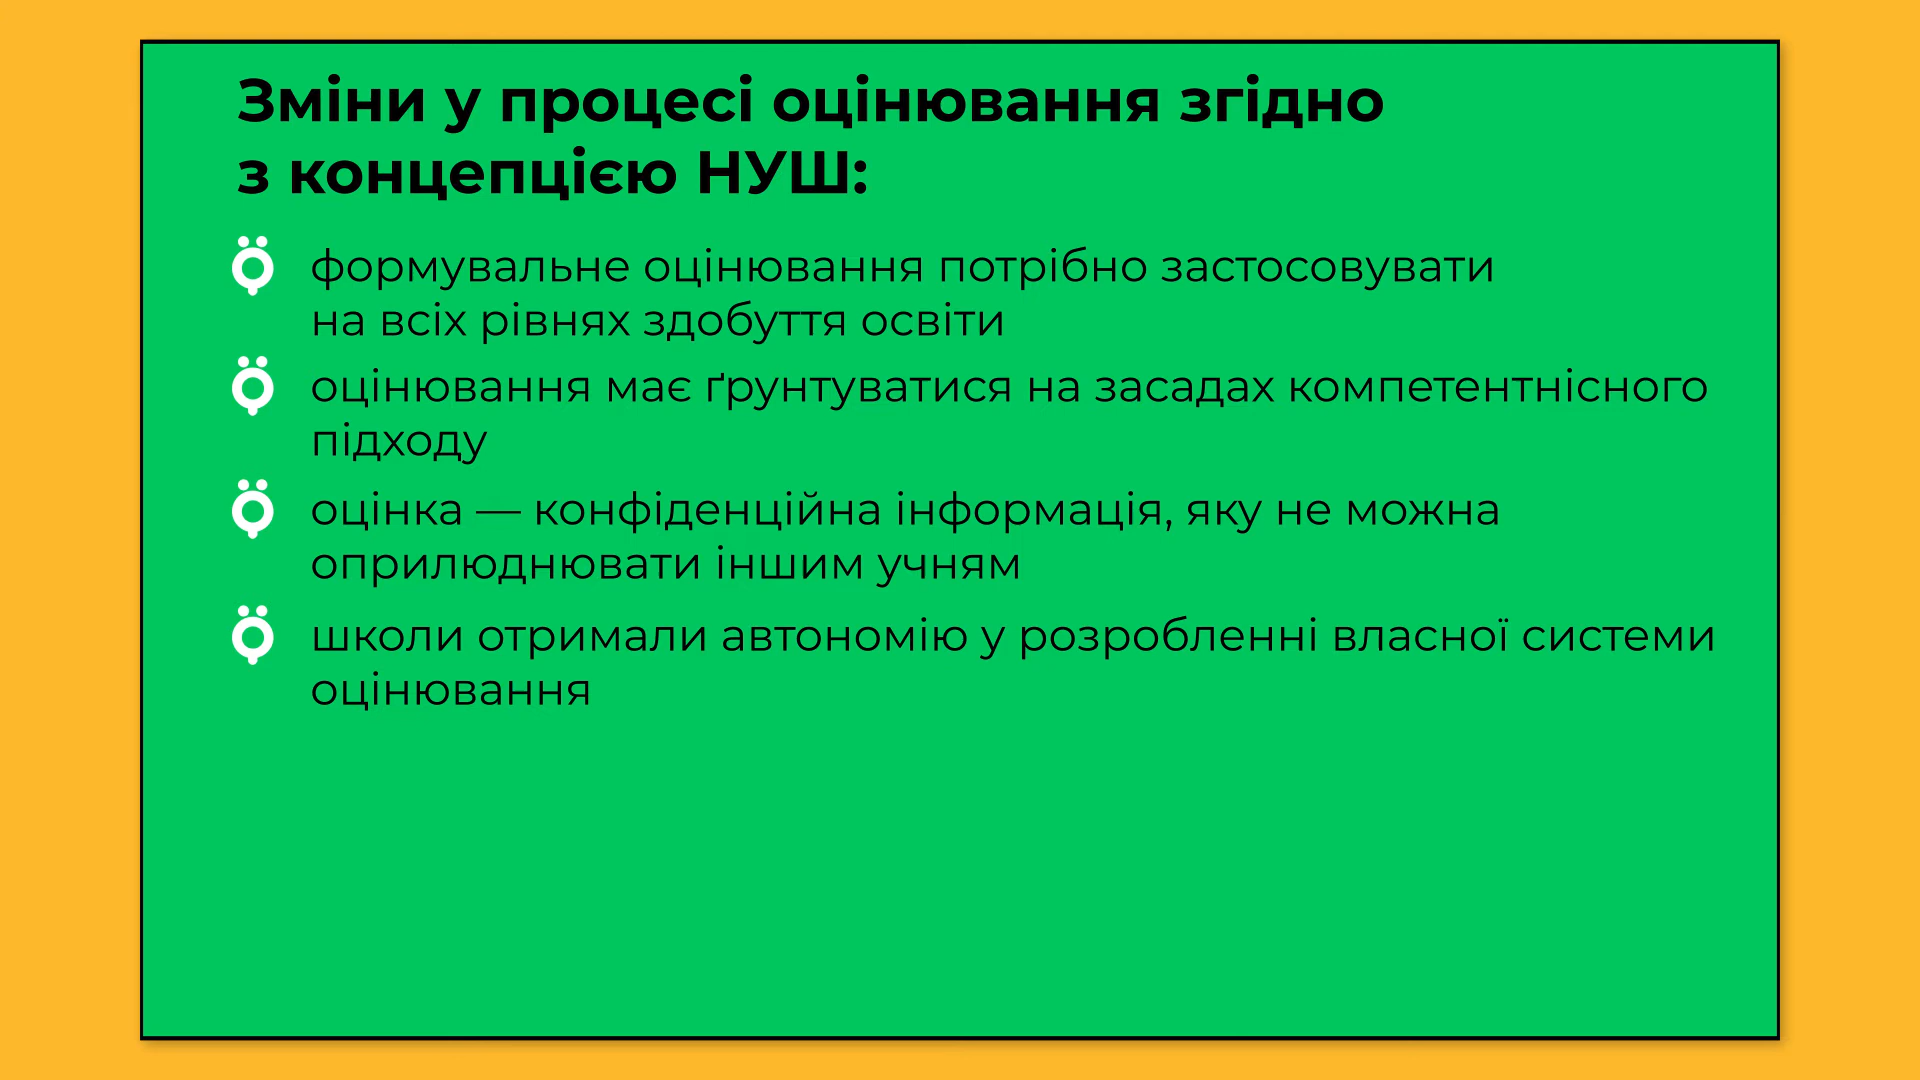 Зміни у процесі оцінювання згідно
з концепцією НУШ:
формувальне оцінювання потрібно застосовувати
на всіх рівнях здобуття освіти
оцінювання має ґрунтуватися на засадах компетентнісного
підходу
оцінка — конфіденційна інформація, яку не можна
оприлюднювати іншим учням
школи отримали автономію у розробленні власної системи
оцінювання